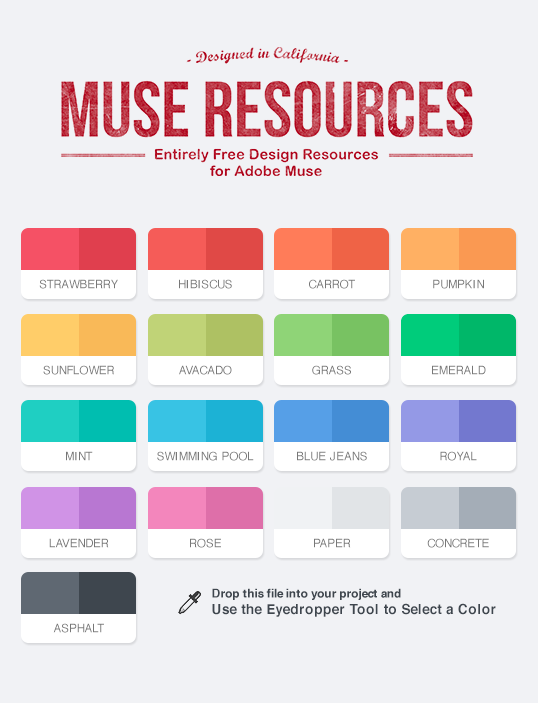 - Designed in California -
MUSE RESOURCES
Entirely Free Design Resources
for Adobe Muse
STRAWBERRY
HIBISCUS
CARROT
PUMPKIN
SUNFLOWER
AVACADO
GRASS
EMERALD
MINT
SWIMMING POOL
BLUE JEANS
ROYAL
LAVENDER
ROSE
PAPER
CONCRETE
ASPHALT
Drop this file into your project and
Use the Eyedropper Tool to Select a Color